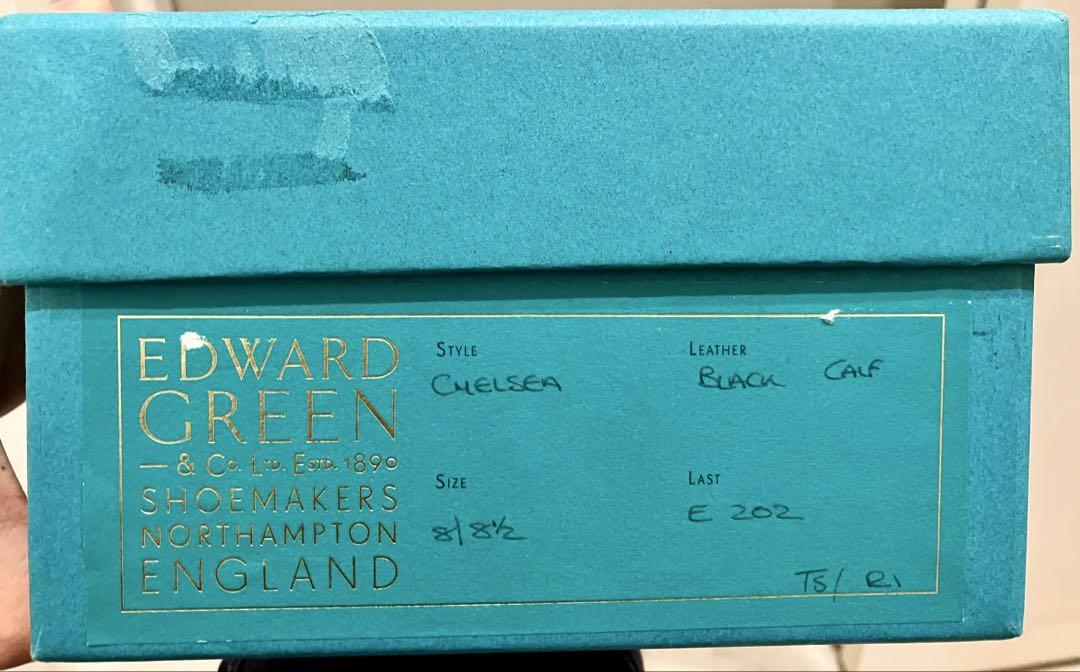 EDWARD
GREEN
— & Co. Ltd. Estd. 1890
SHOEMAKERS
NORTHAMPTON
ENGLAND
STYLE
CHELSEA
LEATHER
BLACK CALF
SIZE
8/8½
LAST
E 202
TS/ R1